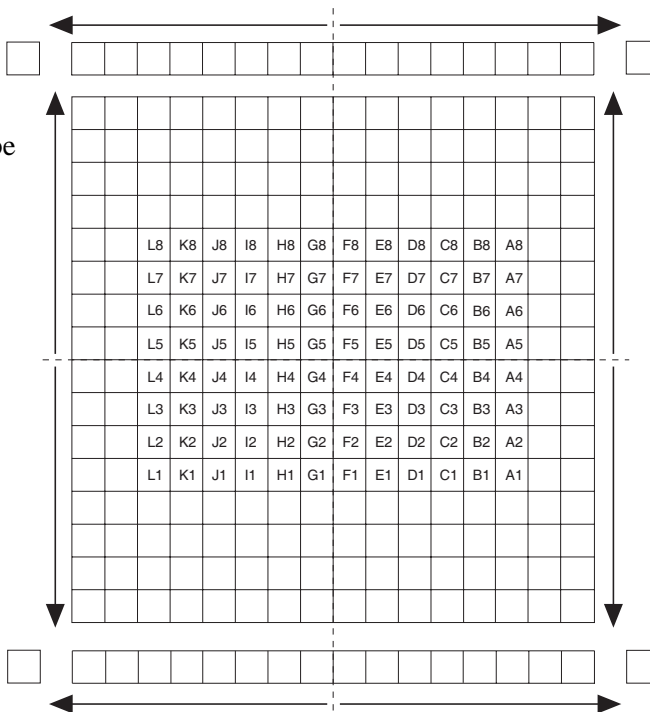 L8 K8 J8 I8 H8 G8 F8 E8 D8 C8 B8 A8
L7 K7 J7 I7 H7 G7 F7 E7 D7 C7 B7 A7
L6 K6 J6 I6 H6 G6 F6 E6 D6 C6 B6 A6
L5 K5 J5 I5 H5 G5 F5 E5 D5 C5 B5 A5
L4 K4 J4 I4 H4 G4 F4 E4 D4 C4 B4 A4
L3 K3 J3 I3 H3 G3 F3 E3 D3 C3 B3 A3
L2 K2 J2 I2 H2 G2 F2 E2 D2 C2 B2 A2
L1 K1 J1 I1 H1 G1 F1 E1 D1 C1 B1 A1